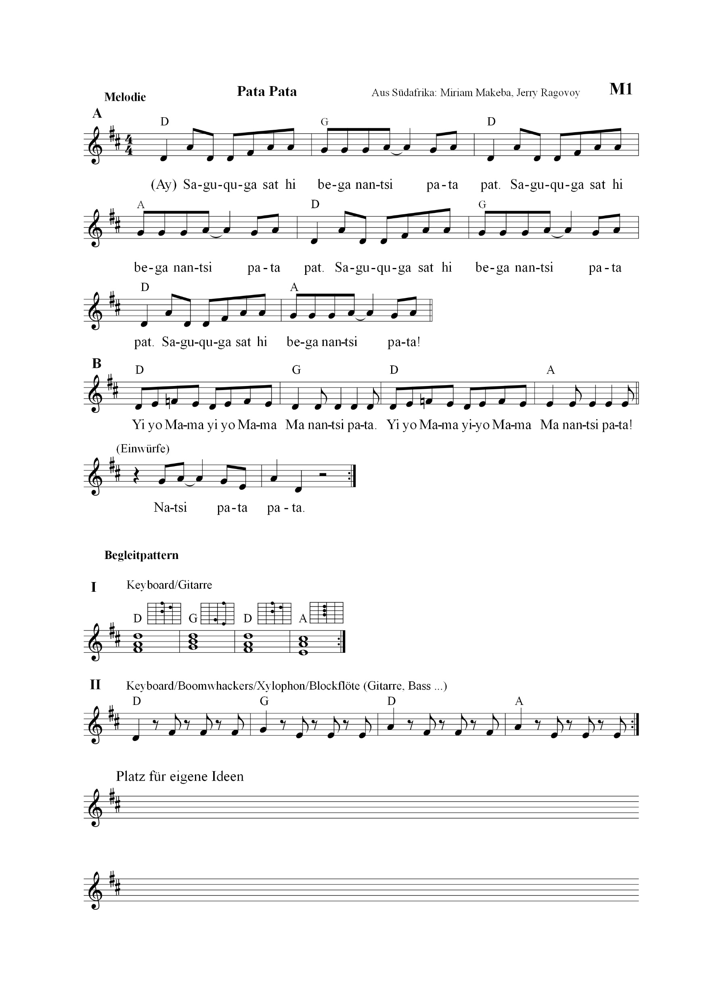 Melodie Pata Pata Aus Südafrika: Miriam Makeba, Jerry Ragovoy M1
A
D G D
4
4
(Ay) Sa-gu-qu-ga sat hi be-ga nan-tsi pa-ta pat. Sa-gu-qu-ga sat hi
A D G
be-ga nan-tsi pa-ta pat. Sa-gu-qu-ga sat hi be-ga nan-tsi pa-ta
D A
pat. Sa-gu-qu-ga sat hi be-ga nan-tsi pa-ta!
B
D G D A
Yi yo Ma-ma yi yo Ma-ma Ma nan-tsi pa-ta. Yi yo Ma-ma yi-yo Ma-ma Ma nan-tsi pa-ta!
(Einwürfe)
Na-tsi pa-ta pa-ta.
Begleitpattern
I Keyboard/Gitarre
D G D A
II Keyboard/Boomwhackers/Xylophon/Blockflöte (Gitarre, Bass ...)
D G D A
Platz für eigene Ideen